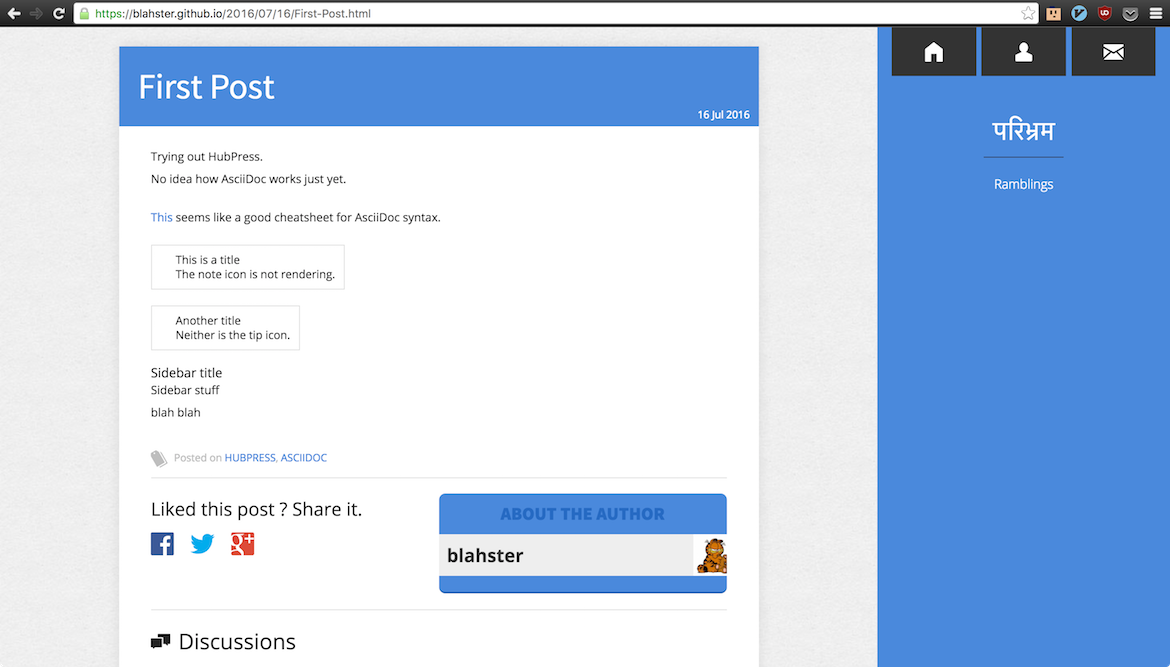 https://blahster.github.io/2016/07/16/First-Post.html
First Post
16 Jul 2016
Trying out HubPress.
No idea how AsciiDoc works just yet.
This seems like a good cheatsheet for AsciiDoc syntax.
This is a title
The note icon is not rendering.
Another title
Neither is the tip icon.
Sidebar title
Sidebar stuff
blah blah
Posted on HUBPRESS, ASCIIDOC
Liked this post ? Share it.
ABOUT THE AUTHOR
blahster
Discussions
परिभ्रम
Ramblings